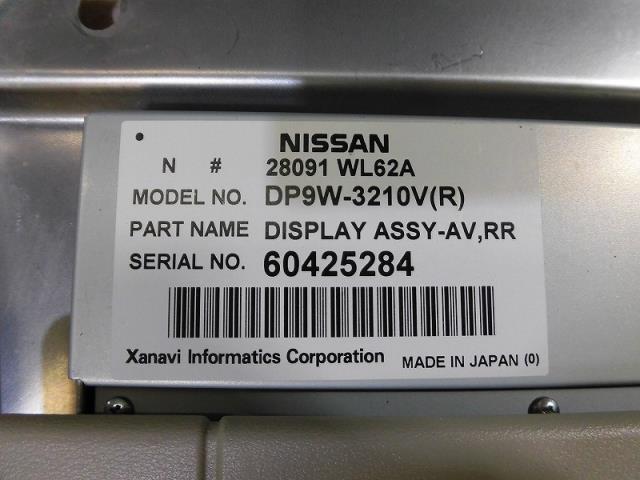 NISSAN
N # 28091 WL62A
MODEL NO. DP9W-3210V(R)
PART NAME DISPLAY ASSY-AV,RR
SERIAL NO. 60425284
Xanavi Informatics Corporation MADE IN JAPAN (0)